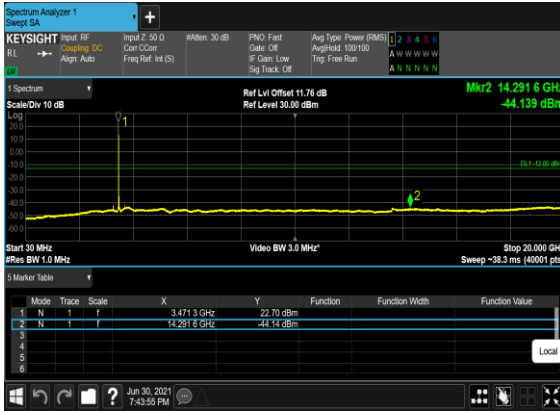 Spectrum Analyzer 1
Swept SA
+
KEYSIGHT Input: RF Input Z: 50 Ω #Atten: 30 dB PNO: Fast Avg Type: Power (RMS) 1 2 3 4 5 6
RL Coupling: DC Corr CCorr Gate: Off Avg|Hold: 100/100 A W W W W W
Align: Auto Freq Ref: Int (S) IF Gain: Low Trig: Free Run
Sig Track: Off A N N N N N
1 Spectrum Ref Lvl Offset 11.76 dB Mkr2 14.291 6 GHz
Scale/Div 10 dB Ref Level 30.00 dBm -44.139 dBm
Log
20.0
10.0
0.00
-10.0
DL1 -13.00 dBm
-20.0
-30.0
-40.0
-50.0
-60.0
1
2
Start 30 MHz Video BW 3.0 MHz* Stop 20.000 GH
#Res BW 1.0 MHz Sweep ~38.3 ms (40001 pts
5 Marker Table
Mode Trace Scale X Y Function Function Width Function Value
1 N 1 f 3.471 3 GHz 22.70 dBm
2 N 1 f 14.291 6 GHz -44.14 dBm
3
4
5
6
Local
? Jun 30, 2021
7:43:55 PM